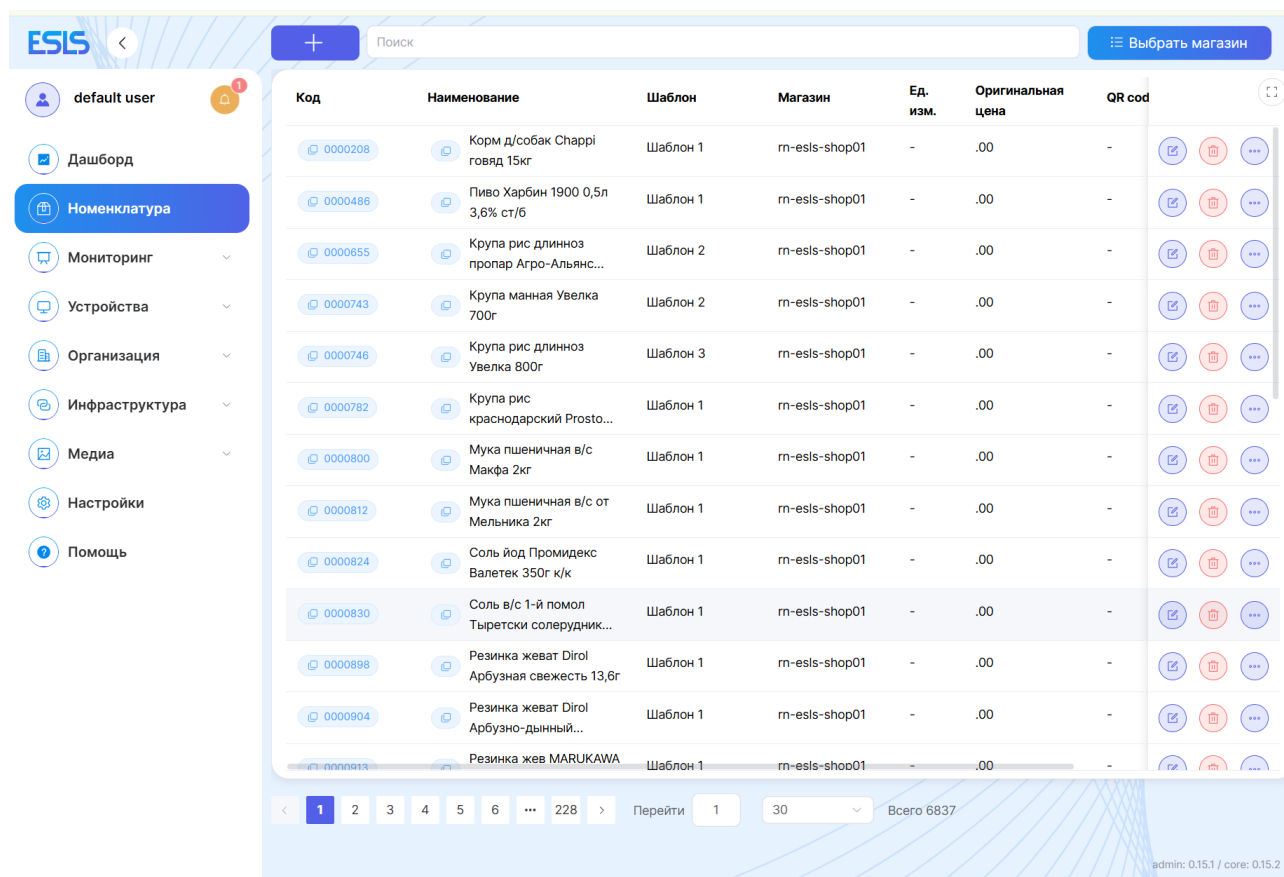 ESLS
Поиск
Выбрать магазин
default user
1
Дашборд
Номенклатура
Мониторинг
Устройства
Организация
Инфраструктура
Медиа
Настройки
Помощь
Код Наименование Шаблон Магазин Ед. изм. Оригинальная цена QR cod
0000208 Корм д/собак Chappi говяд 15кг Шаблон 1 rn-esls-shop01 - .00 -
0000486 Пиво Харбин 1900 0,5л 3,6% ст/б Шаблон 1 rn-esls-shop01 - .00 -
0000655 Крупа рис длинноз пропар Агро-Альянс... Шаблон 2 rn-esls-shop01 - .00 -
0000743 Крупа манная Увелка 700г Шаблон 2 rn-esls-shop01 - .00 -
0000746 Крупа рис длинноз Увелка 800г Шаблон 3 rn-esls-shop01 - .00 -
0000782 Крупа рис краснодарский Prosto... Шаблон 1 rn-esls-shop01 - .00 -
0000800 Мука пшеничная в/с Макфа 2кг Шаблон 1 rn-esls-shop01 - .00 -
0000812 Мука пшеничная в/с от Мельника 2кг Шаблон 1 rn-esls-shop01 - .00 -
0000824 Соль йод Промидекс Валетек 350г к/к Шаблон 1 rn-esls-shop01 - .00 -
0000830 Соль в/с 1-й помол Тыретски солерудник... Шаблон 1 rn-esls-shop01 - .00 -
0000898 Резинка жеват Dirol Арбузная свежесть 13,6г Шаблон 1 rn-esls-shop01 - .00 -
0000904 Резинка жеват Dirol Арбузно-дынный... Шаблон 1 rn-esls-shop01 - .00 -
0000913 Резинка жев MARUKAWA Шаблон 1 rn-esls-shop01 - .00 -
1 2 3 4 5 6 ••• 228 Перейти 1 30 Всего 6837
admin: 0.15.1 / core: 0.15.2